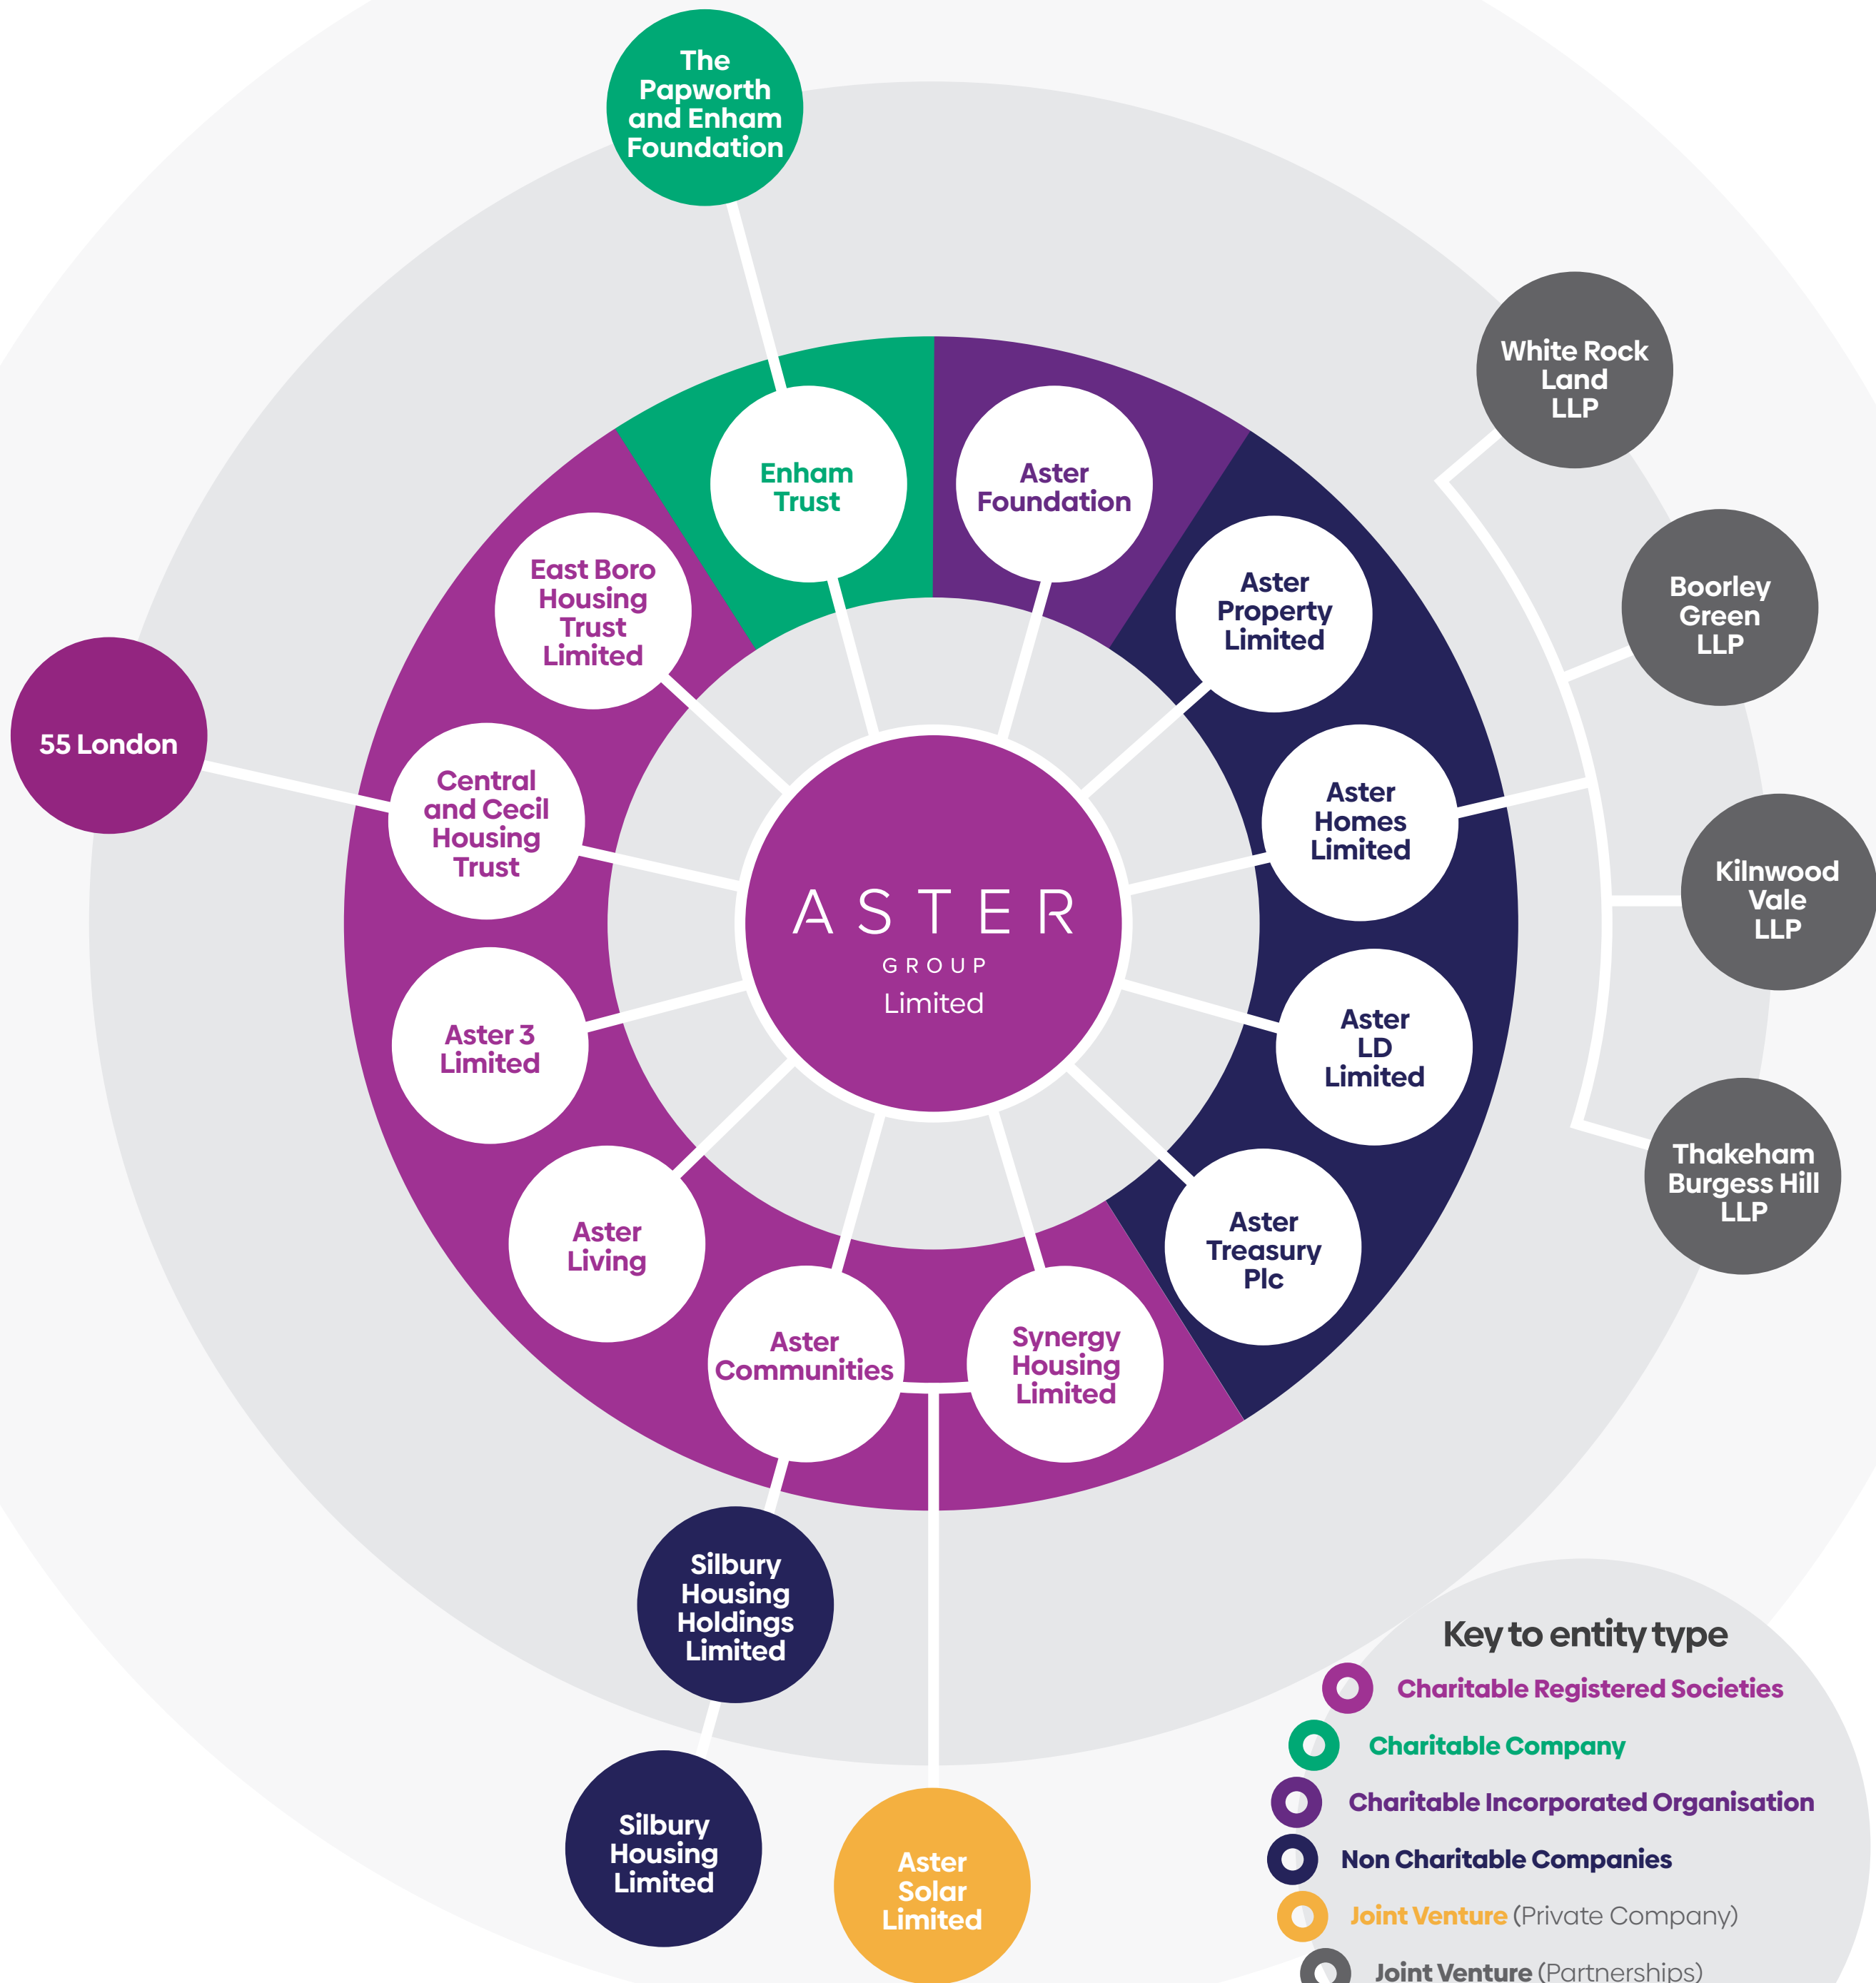 The
Papworth
and Enham
Foundation
White Rock
Land
LLP
Boorley
Green
LLP
Kilnwood
Vale
LLP
Thakeham
Burgess Hill
LLP
Enham
Trust
Aster
Foundation
Aster
Property
Limited
Aster
Homes
Limited
Aster
LD
Limited
Aster
Treasury
Plc
Synergy
Housing
Limited
Aster
Communities
Aster
Living
Aster 3
Limited
Central
and Cecil
Housing
Trust
East Boro
Housing
Trust
Limited
55 London
ASTER
GROUP
Limited
Silbury
Housing
Holdings
Limited
Silbury
Housing
Limited
Aster
Solar
Limited
Key to entity type
Charitable Registered Societies
Charitable Company
Charitable Incorporated Organisation
Non Charitable Companies
Joint Venture (Private Company)
Joint Venture (Partnerships)